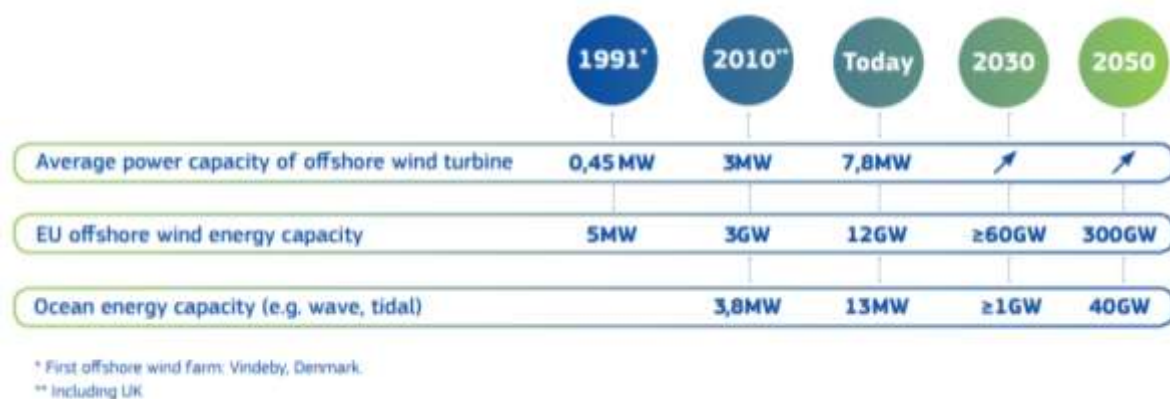 1991* 2010** Today 2030 2050
Average power capacity of offshore wind turbine 0,45 MW 3MW 7,8MW
EU offshore wind energy capacity 5MW 3GW 12GW ≥60GW 300GW
Ocean energy capacity (e.g. wave, tidal) 3,8MW 13MW ≥1GW 40GW
* First offshore wind farm: Vindeby, Denmark.
** Including UK